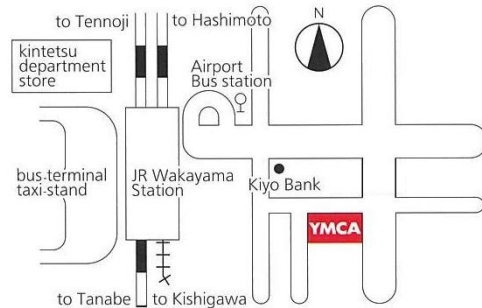 to Tennoji
to Hashimoto
N
kintetsu
department
store
Airport
Bus station
bus terminal
taxi stand
JR Wakayama
Station
Kiyo Bank
YMCA
to Tanabe
to Kishigawa